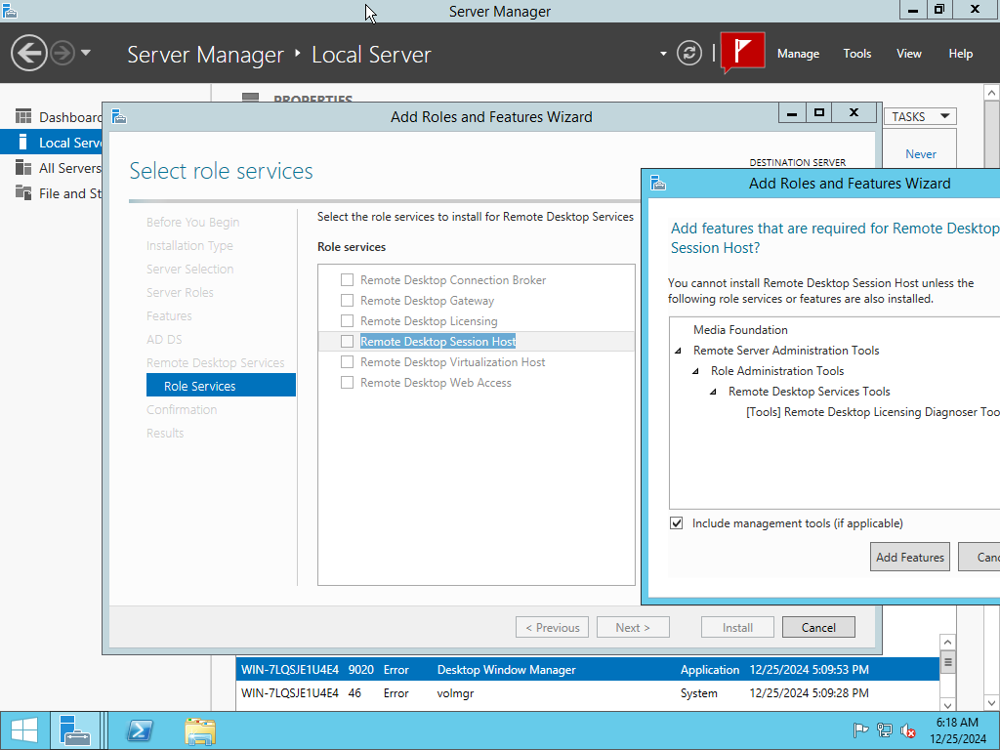 Server Manager
Server Manager
Local Server
Manage
Tools
View
Help
PROPERTIES
TASKS
Never
Dashboard
Local Serve
All Servers
File and St
Add Roles and Features Wizard
Select role services
DESTINATION SERVER
Before You Begin
Installation Type
Server Selection
Server Roles
Features
AD DS
Remote Desktop Services
Role Services
Confirmation
Results
Select the role services to install for Remote Desktop Services
Role services
Remote Desktop Connection Broker
Remote Desktop Gateway
Remote Desktop Licensing
Remote Desktop Session Host
Remote Desktop Virtualization Host
Remote Desktop Web Access
< Previous
Next >
Install
Cancel
Add Roles and Features Wizard
Add features that are required for Remote Desktop
Session Host?
You cannot install Remote Desktop Session Host unless the
following role services or features are also installed.
Media Foundation
Remote Server Administration Tools
Role Administration Tools
Remote Desktop Services Tools
[Tools] Remote Desktop Licensing Diagnoser Too
Include management tools (if applicable)
Add Features
Canc
WIN-7LQSJE1U4E4 9020 Error Desktop Window Manager Application 12/25/2024 5:09:53 PM
WIN-7LQSJE1U4E4 46 Error volmgr System 12/25/2024 5:09:28 PM
6:18 AM
12/25/2024